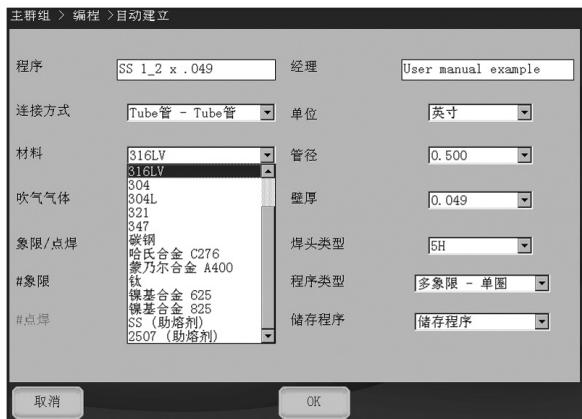 主群组 > 编程 >自动建立
程序 SS 1_2 x .049 经理 User manual example
连接方式 Tube管 - Tube管 单位 英寸
材料 316LV 管径 0.500
316LV
304
吹气气体 304L 壁厚 0.049
321
347
象限/点焊 碳钢 焊头类型 5H
哈氏合金 C276
蒙乃尔合金 A400
#象限 钛 程序类型 多象限 - 单圈
镍基合金 625
镍基合金 825
#点焊 SS (助熔剂) 储存程序 储存程序
2507 (助熔剂)
取消 OK